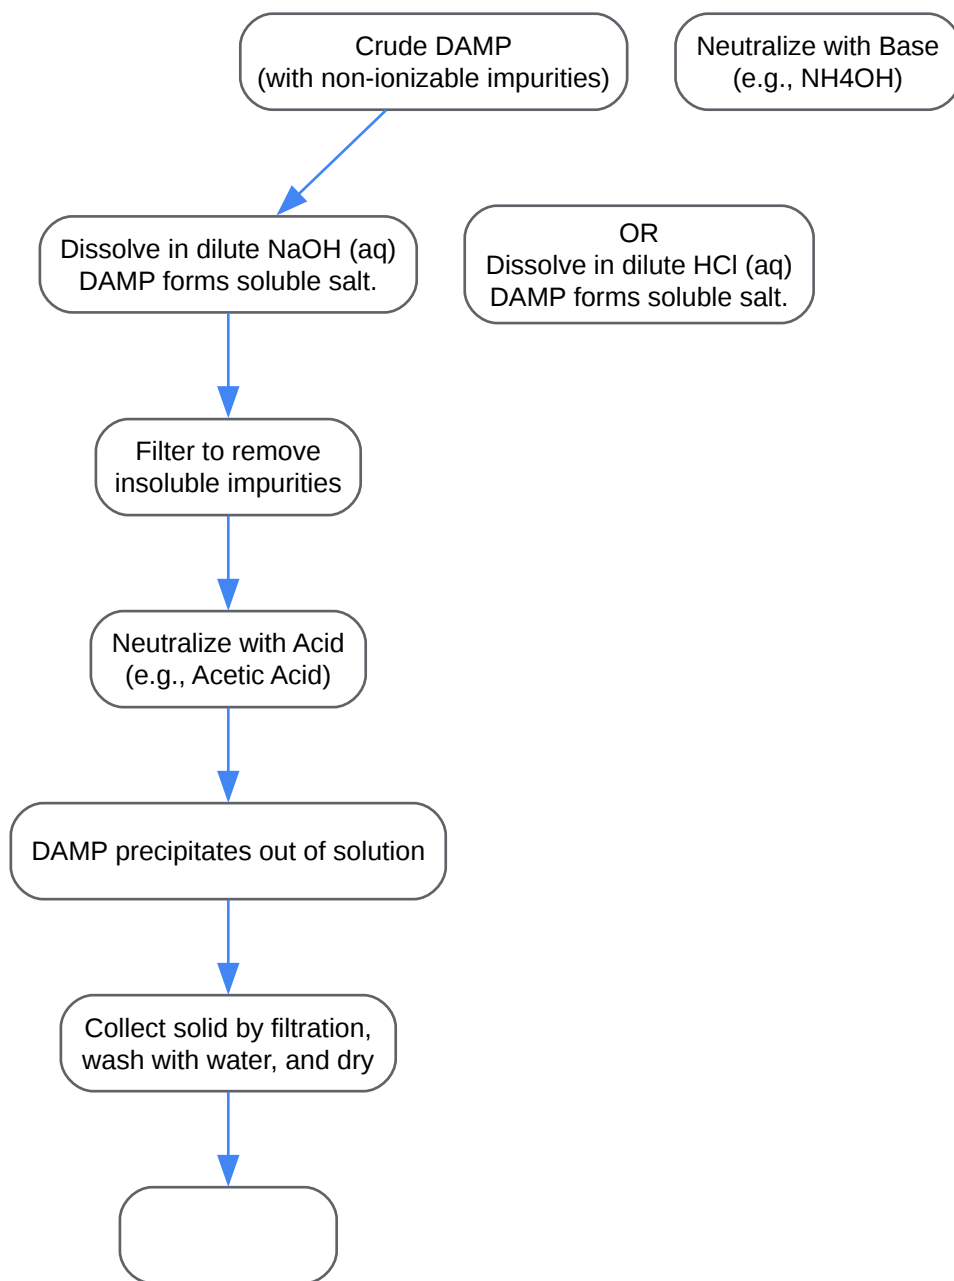 Crude DAMP
(with non-ionizable impurities)
Neutralize with Base
(e.g., NH4OH)
Dissolve in dilute NaOH (aq)
DAMP forms soluble salt.
OR
Dissolve in dilute HCl (aq)
DAMP forms soluble salt.
Filter to remove
insoluble impurities
Neutralize with Acid
(e.g., Acetic Acid)
DAMP precipitates out of solution
Collect solid by filtration,
wash with water, and dry